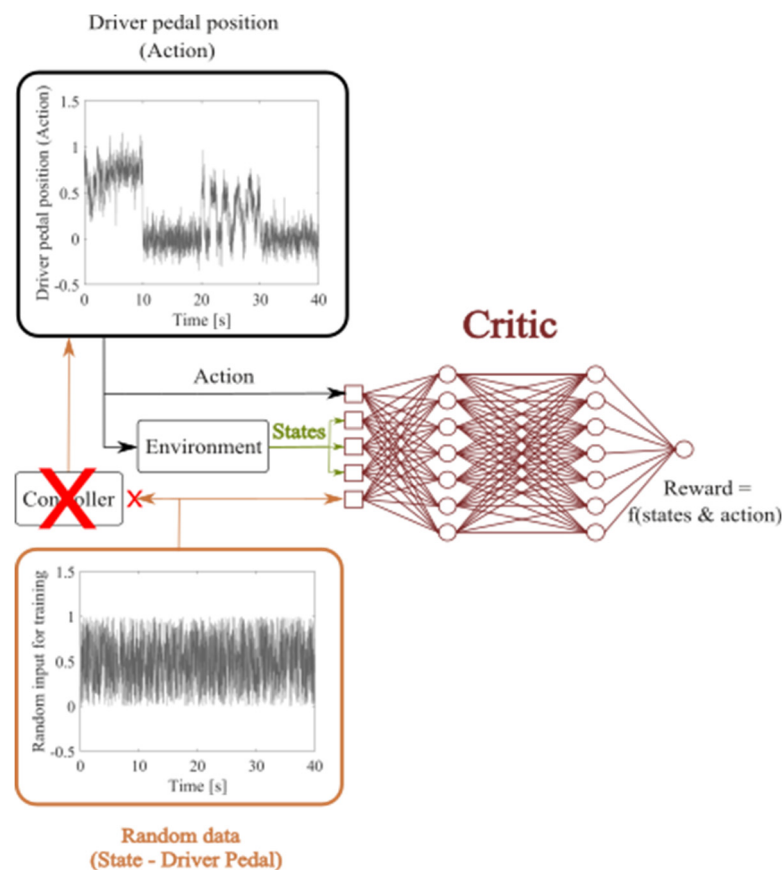 Driver pedal position
(Action)
Driver pedal position (Action)
1.5
1
0.5
0
-0.5
0
10
20
30
40
Time [s]
Critic
Action
Environment
States
Controller
X
x
Reward =
f(states & action)
Random input for training
1.5
1
0.5
0
-0.5
0
10
20
30
40
Time [s]
Random data
(State - Driver Pedal)